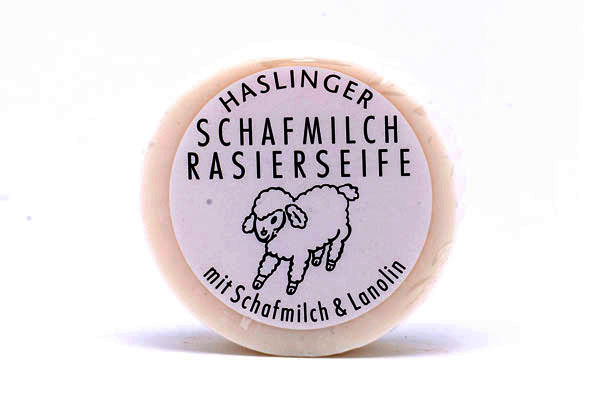 HASLINGER
SCHAFMILCH
RASIERSEIFE
mit Schafmilch & Lanolin